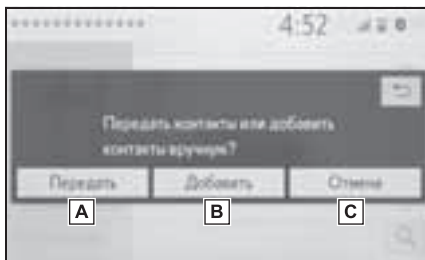 4:52
Передать контакты или добавить
контакты вручную?
Передать Добавить Отмена
A B C